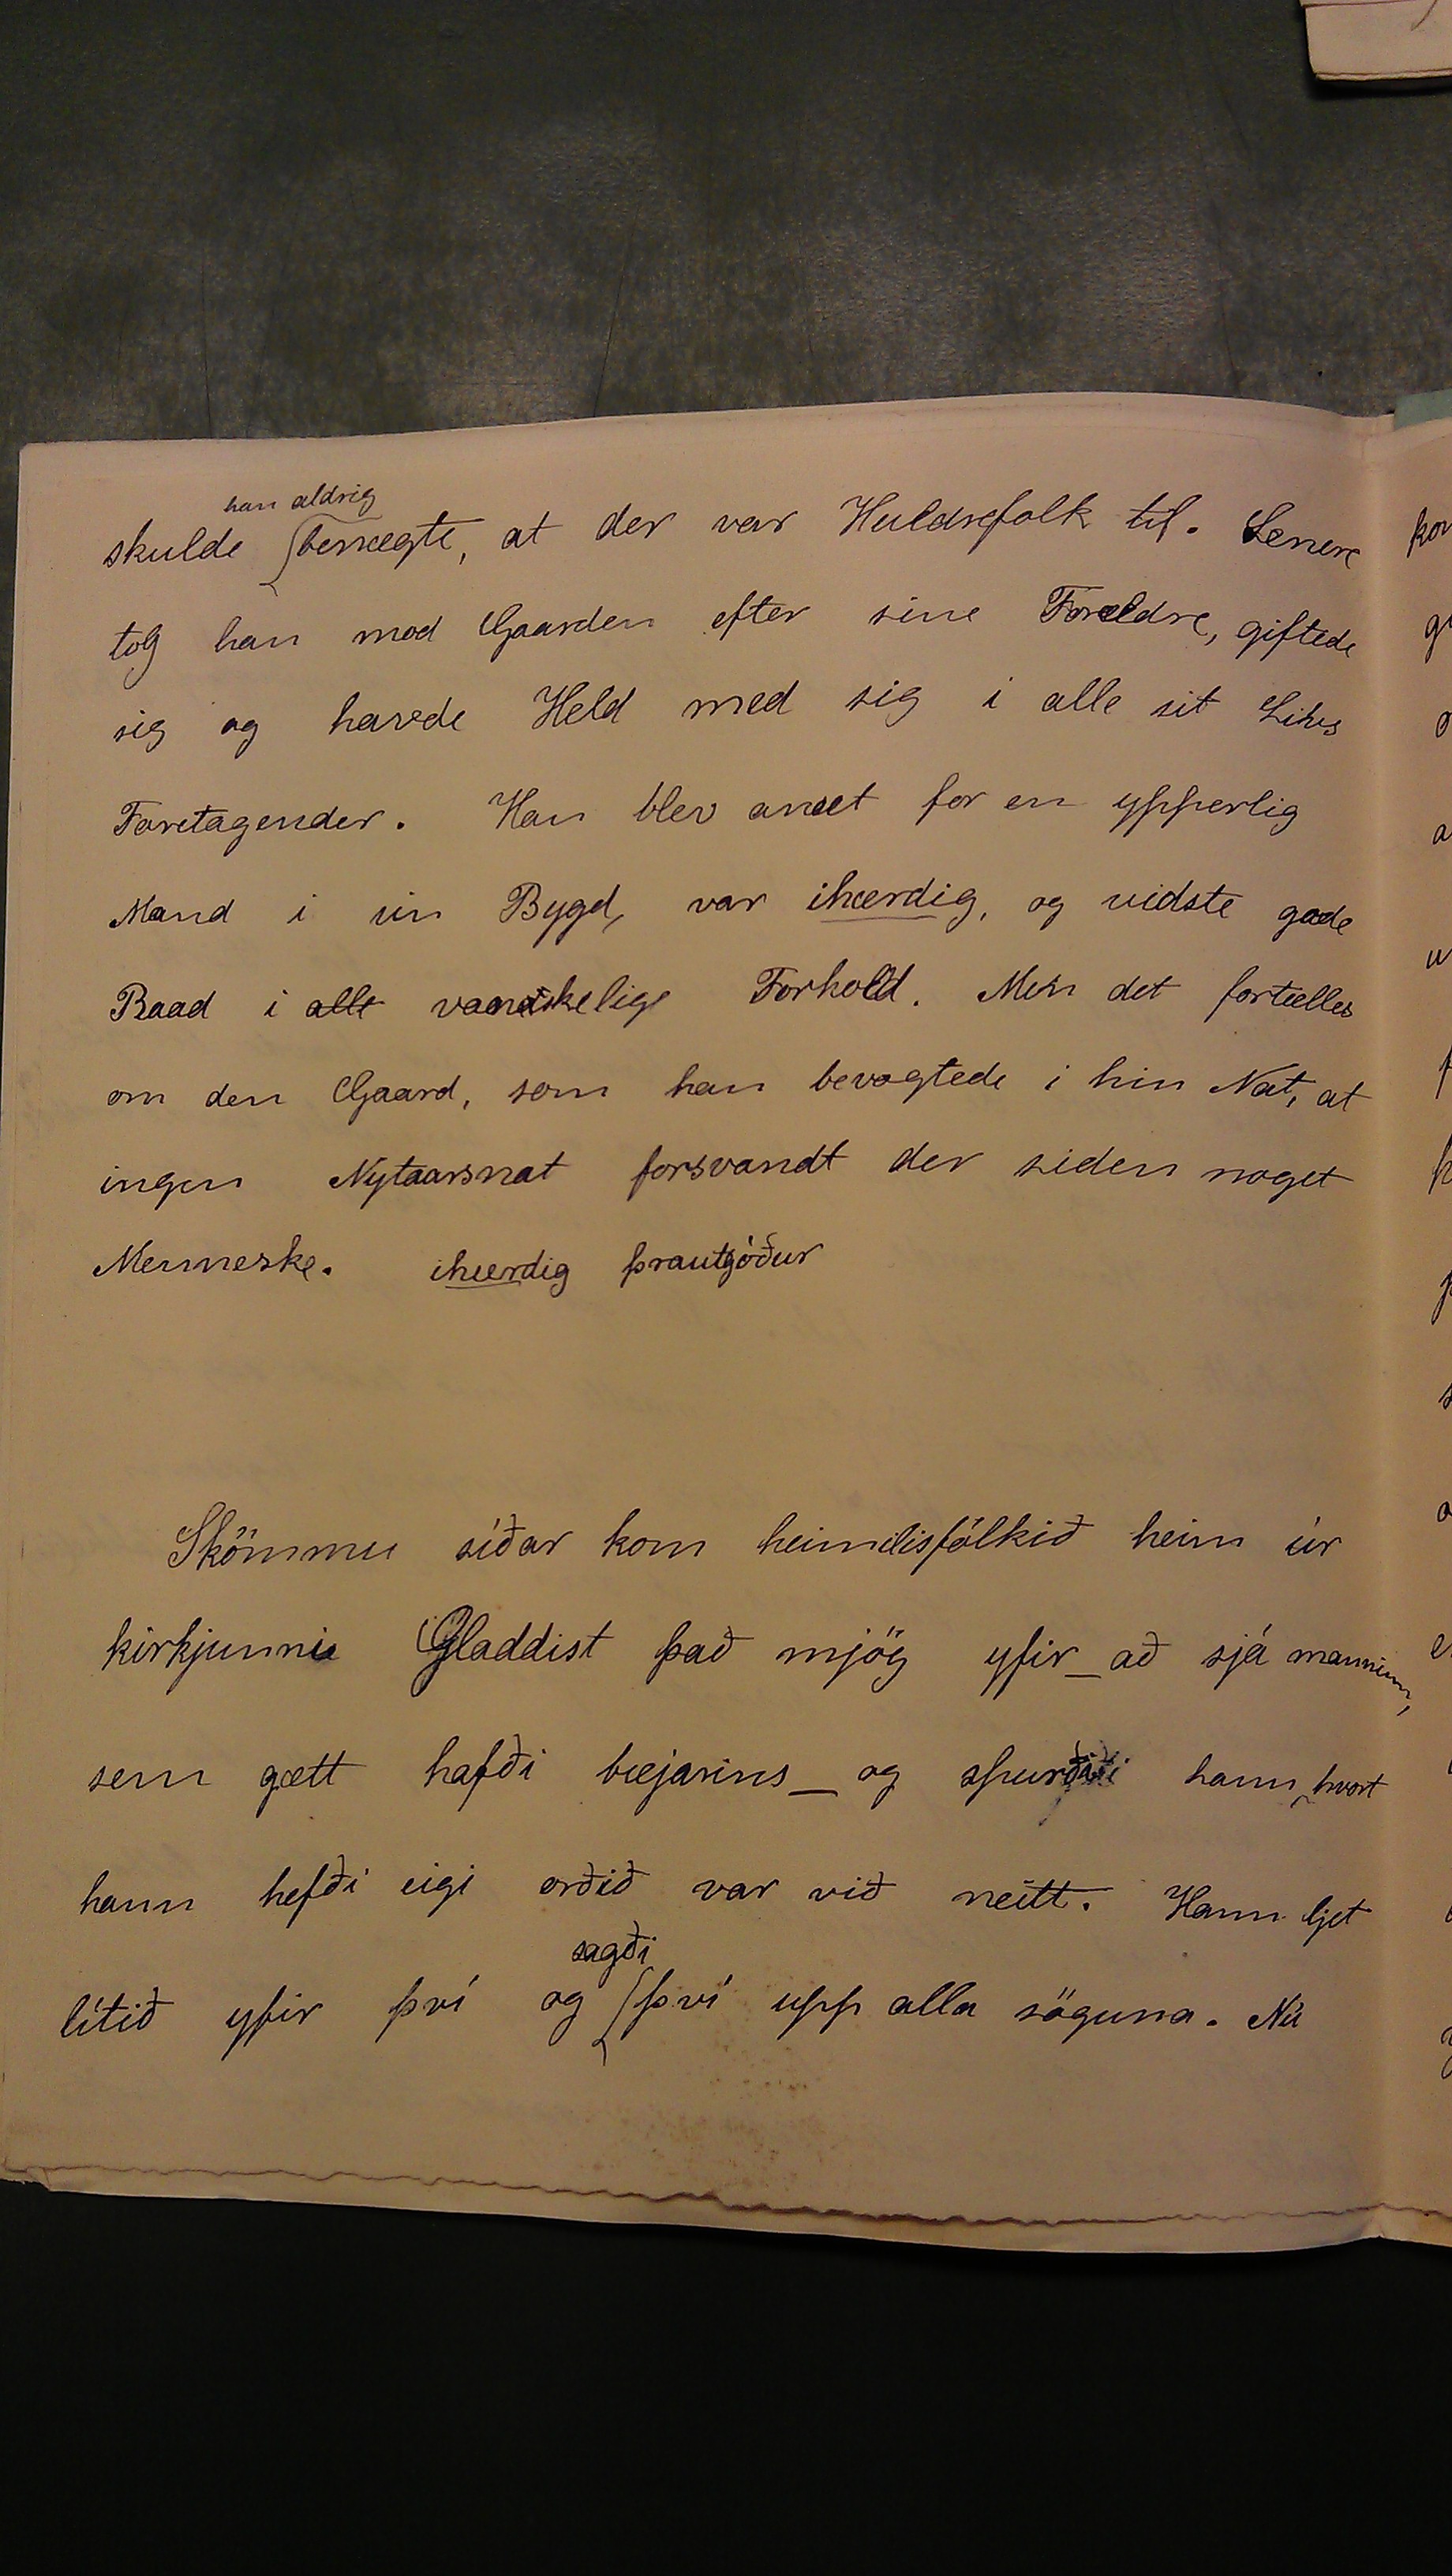 han aldrig
skulde benægte, at der var Huldrefolk til. Senere
tog han mod Gaarden efter sine Forældre, giftede
sig og havde Held med sig i alle sit Livs
Foretagender. Han blev anset for en ypperlig
Mand i sin Bygd, var ihærdig, og vidste gode
Raad i alle vanskelige Forhold. Men det fortælles
om den Gaard, som han bevogtede i hin Nat, at
ingen Nytaarsnat forsvandt der siden noget
Menneske. ihærdig þrautgóður
Skömmu síðar kom heimilisfólkið heim úr
kirkjunni Gladdist það mjög yfir að sjá manninn,
sem gætt hafði bæjarins og spurði hann, hvort
hann hefði eigi orðið var við neitt. Hann ljet
sagði
lítið yfir því og því upp alla söguna. Nú